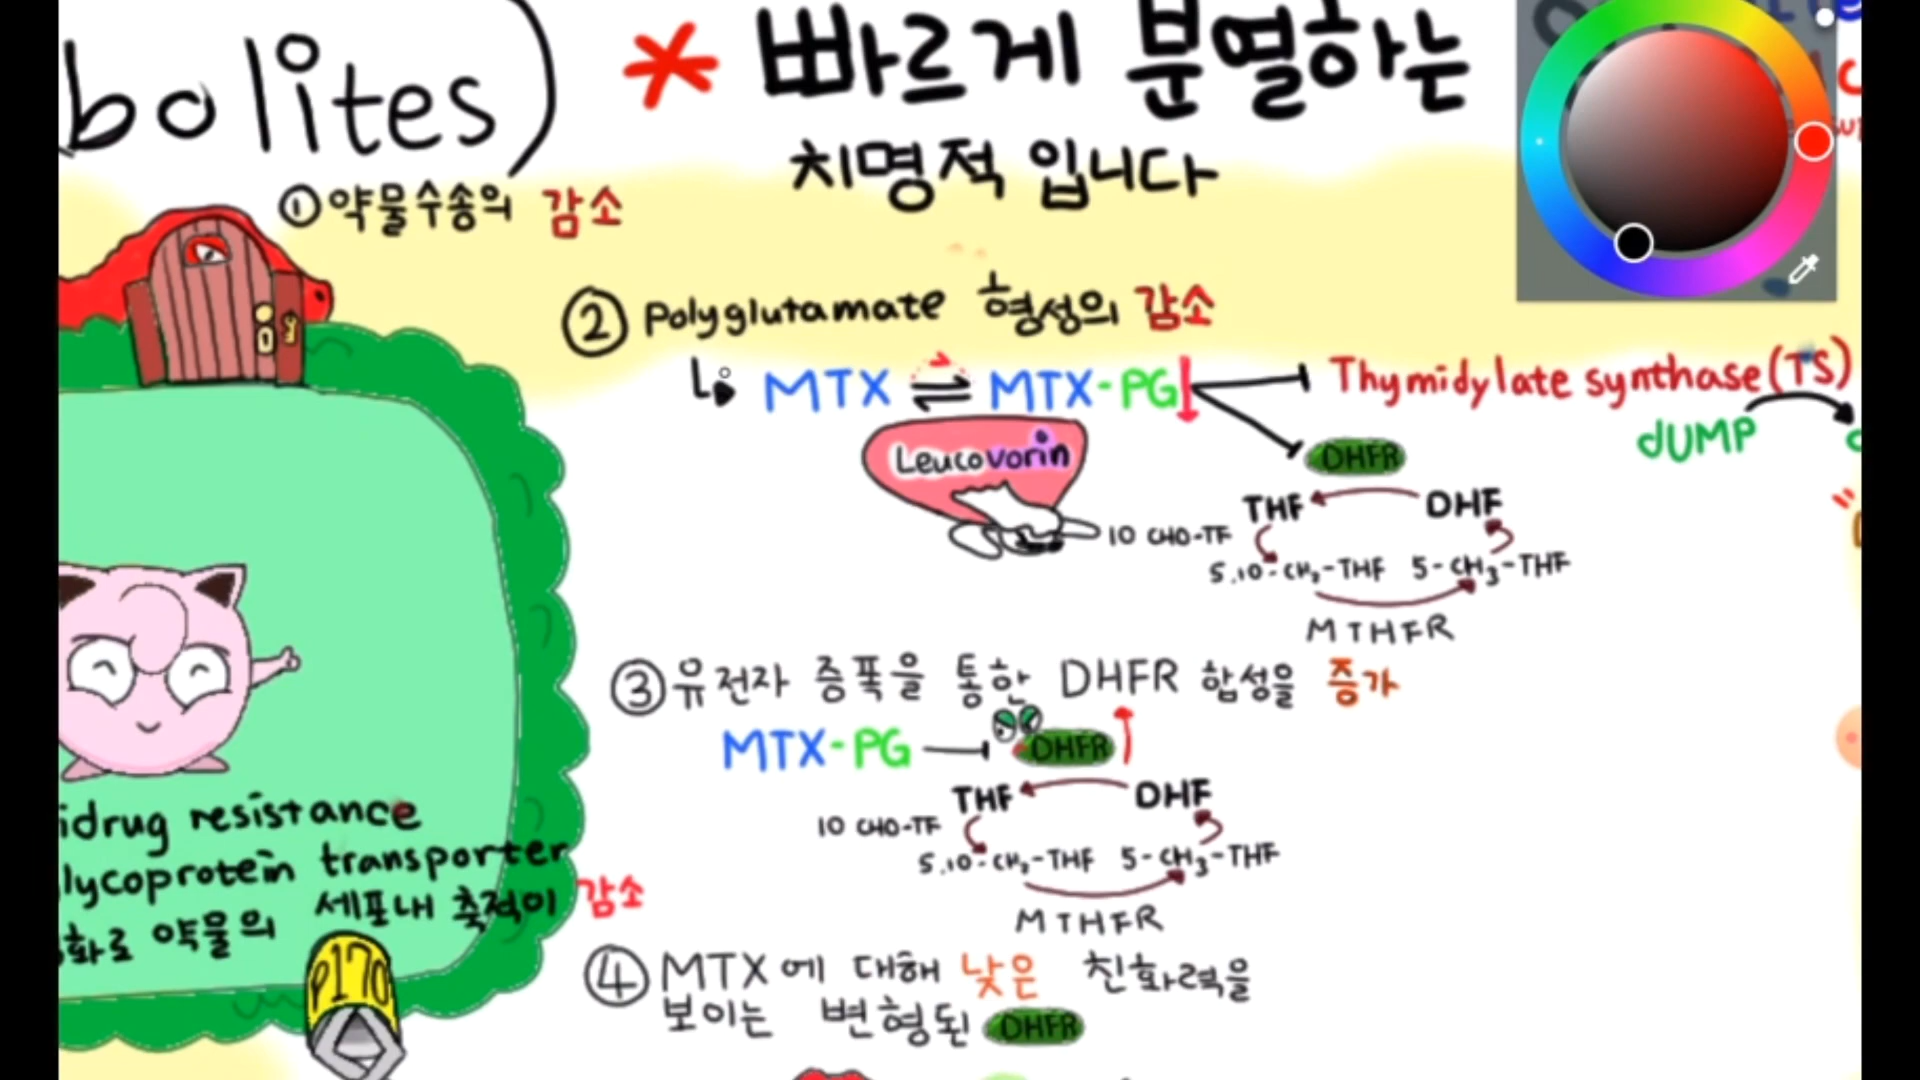 bolites) * 빠르게 분열하는
치명적 입니다
① 약물수송의 감소
② polyglutamate 형성의 감소
MTX ⇌ MTX-PG Thymidylate synthase (TS)
dUMP
Leucovorin
DHFR
THF DHF
10 CHO-TF
5.10-CH2-THF 5-CH3-THF
MTHFR
③ 유전자 증폭을 통한 DHFR 합성을 증가
MTX-PG DHFR
THF DHF
10 CHO-TF
5.10-CH2-THF 5-CH3-THF
MTHFR
④ MTX에 대해 낮은 친화력을
보이는 변형된 DHFR
idrug resistance
lycoprotein transporter
화로 약물의 세포내 축적이 감소
P170